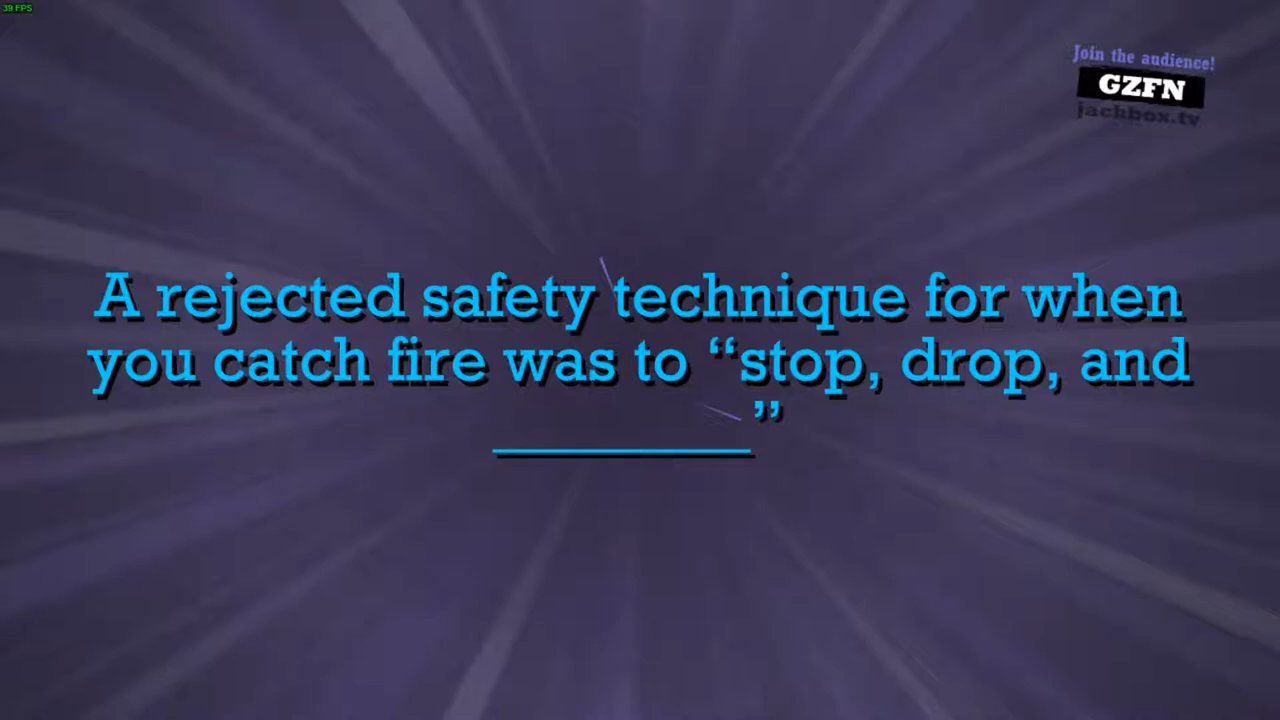 39 FPS
Join the audience!
GZFN
jackbox.tv
A rejected safety technique for when
you catch fire was to “stop, drop, and
_________”